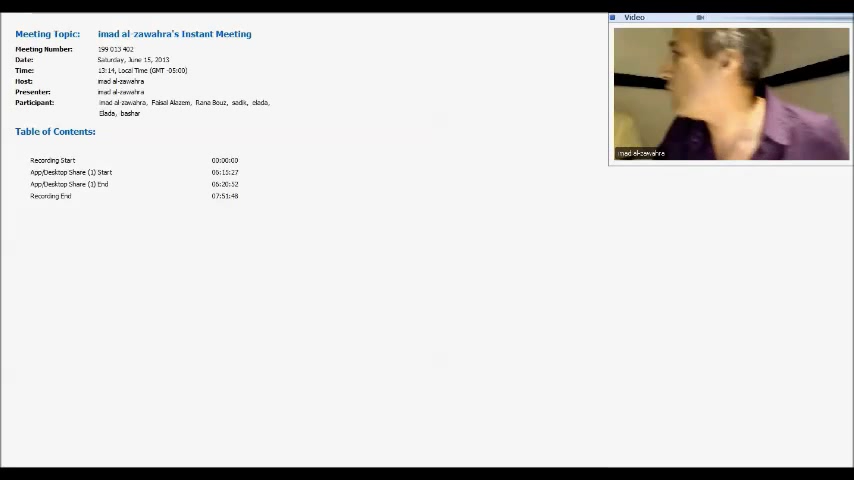 Video
Meeting Topic: imad al-zawahra's Instant Meeting
Meeting Number: 199 013 402
Date: Saturday, June 15, 2013
Time: 13:14, Local Time (GMT -05:00)
Host: imad al-zawahra
Presenter: imad al-zawahra
Participant: imad al-zawahra, Faisal Alazem, Rana Bouz, sadik, elada,
Elada, bashar
Table of Contents:
Recording Start 00:00:00
App/Desktop Share (1) Start 06:15:27
App/Desktop Share (1) End 06:20:52
Recording End 07:51:48
imad al-zawahra